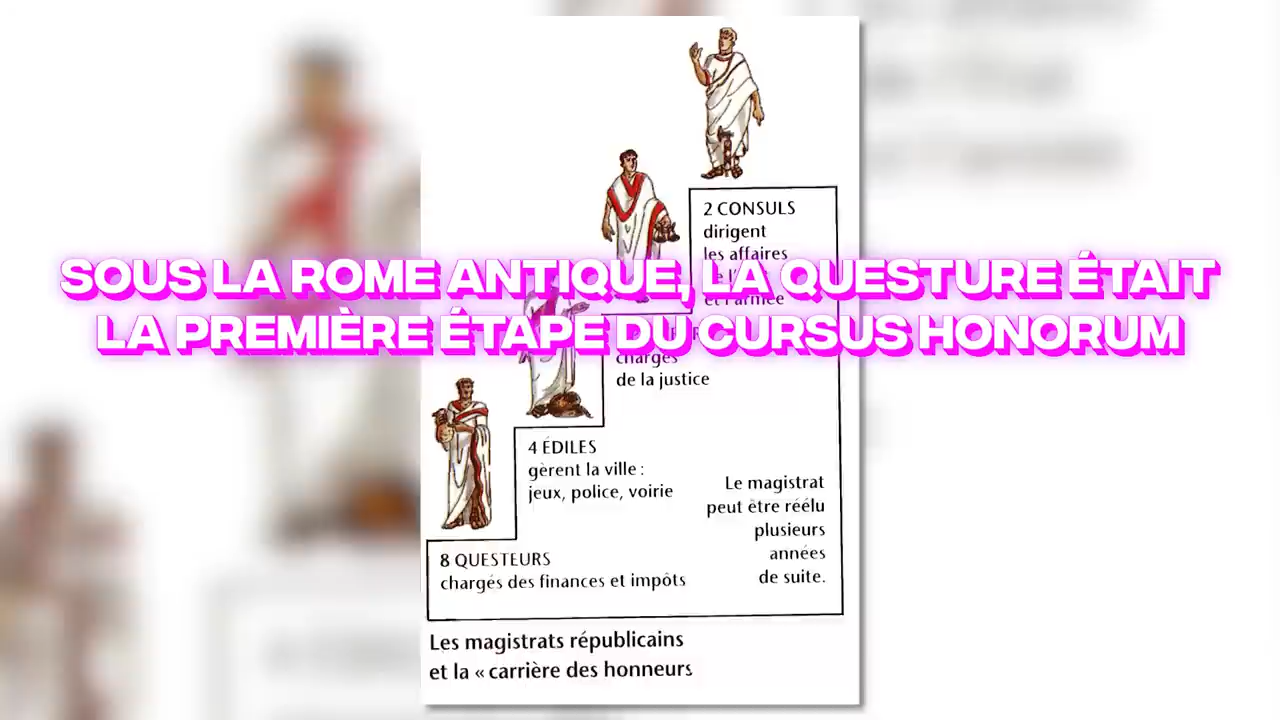 SOUS LA ROME ANTIQUE, LA QUESTURE ÉTAIT
LA PREMIÈRE ÉTAPE DU CURSUS HONORUM
2 CONSULS
dirigent
les affaires
et l'armée
chargés
de la justice
4 ÉDILES
gèrent la ville :
jeux, police, voirie
Le magistrat
peut être réélu
plusieurs
années
de suite.
8 QUESTEURS
chargés des finances et impôts
Les magistrats républicains
et la « carrière des honneurs